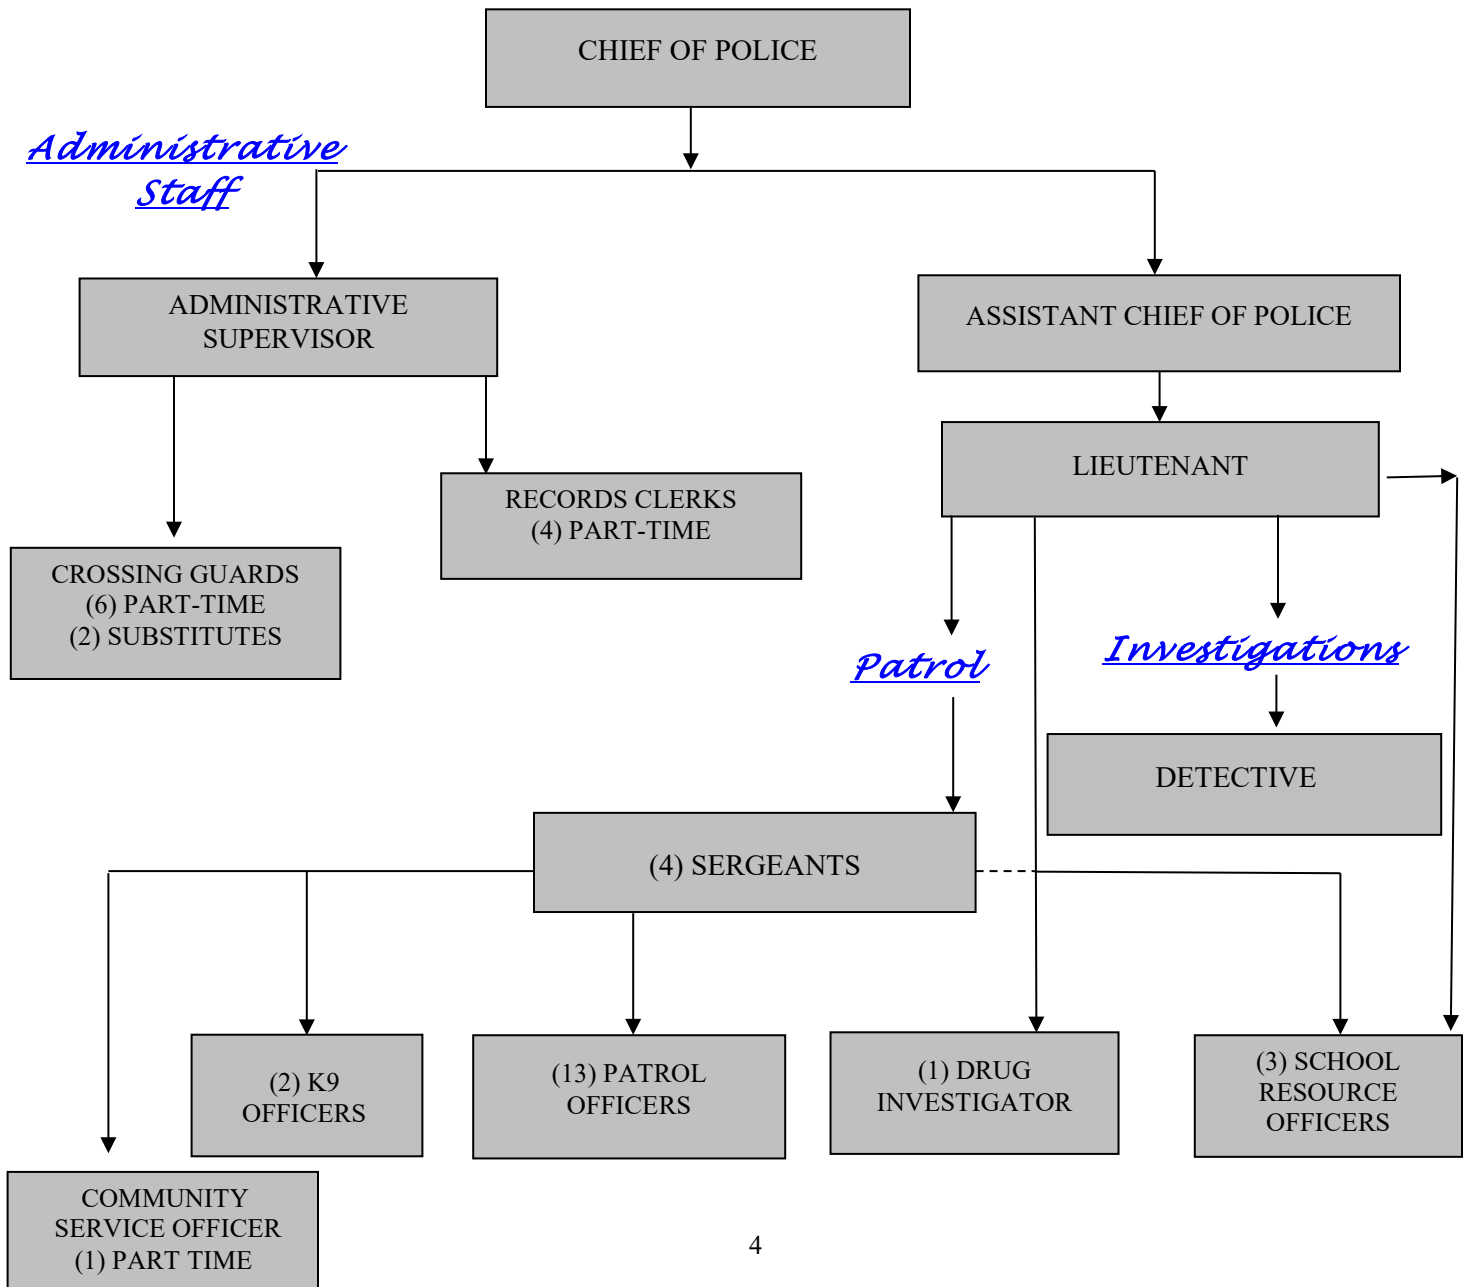 CHIEF OF POLICE
Administrative
Staff
ADMINISTRATIVE
SUPERVISOR
ASSISTANT CHIEF OF POLICE
LIEUTENANT
RECORDS CLERKS
(4) PART-TIME
CROSSING GUARDS
(6) PART-TIME
(2) SUBSTITUTES
Patrol
Investigations
DETECTIVE
(4) SERGEANTS
(2) K9
OFFICERS
(13) PATROL
OFFICERS
(1) DRUG
INVESTIGATOR
(3) SCHOOL
RESOURCE
OFFICERS
COMMUNITY
SERVICE OFFICER
(1) PART TIME
4